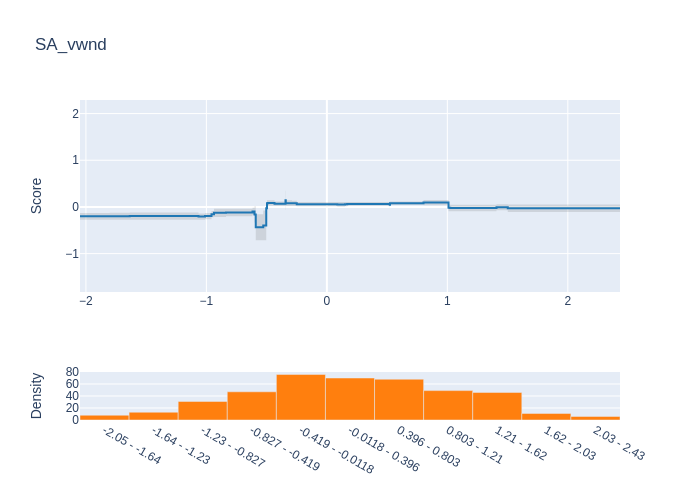 SA_vwnd
2
1
0
−1
Score
−2
−1
0
1
2
80
60
40
20
0
Density
-2.05 - -1.64
-1.64 - -1.23
-1.23 - -0.827
-0.827 - -0.419
-0.419 - -0.0118
-0.0118 - 0.396
0.396 - 0.803
0.803 - 1.21
1.21 - 1.62
1.62 - 2.03
2.03 - 2.43